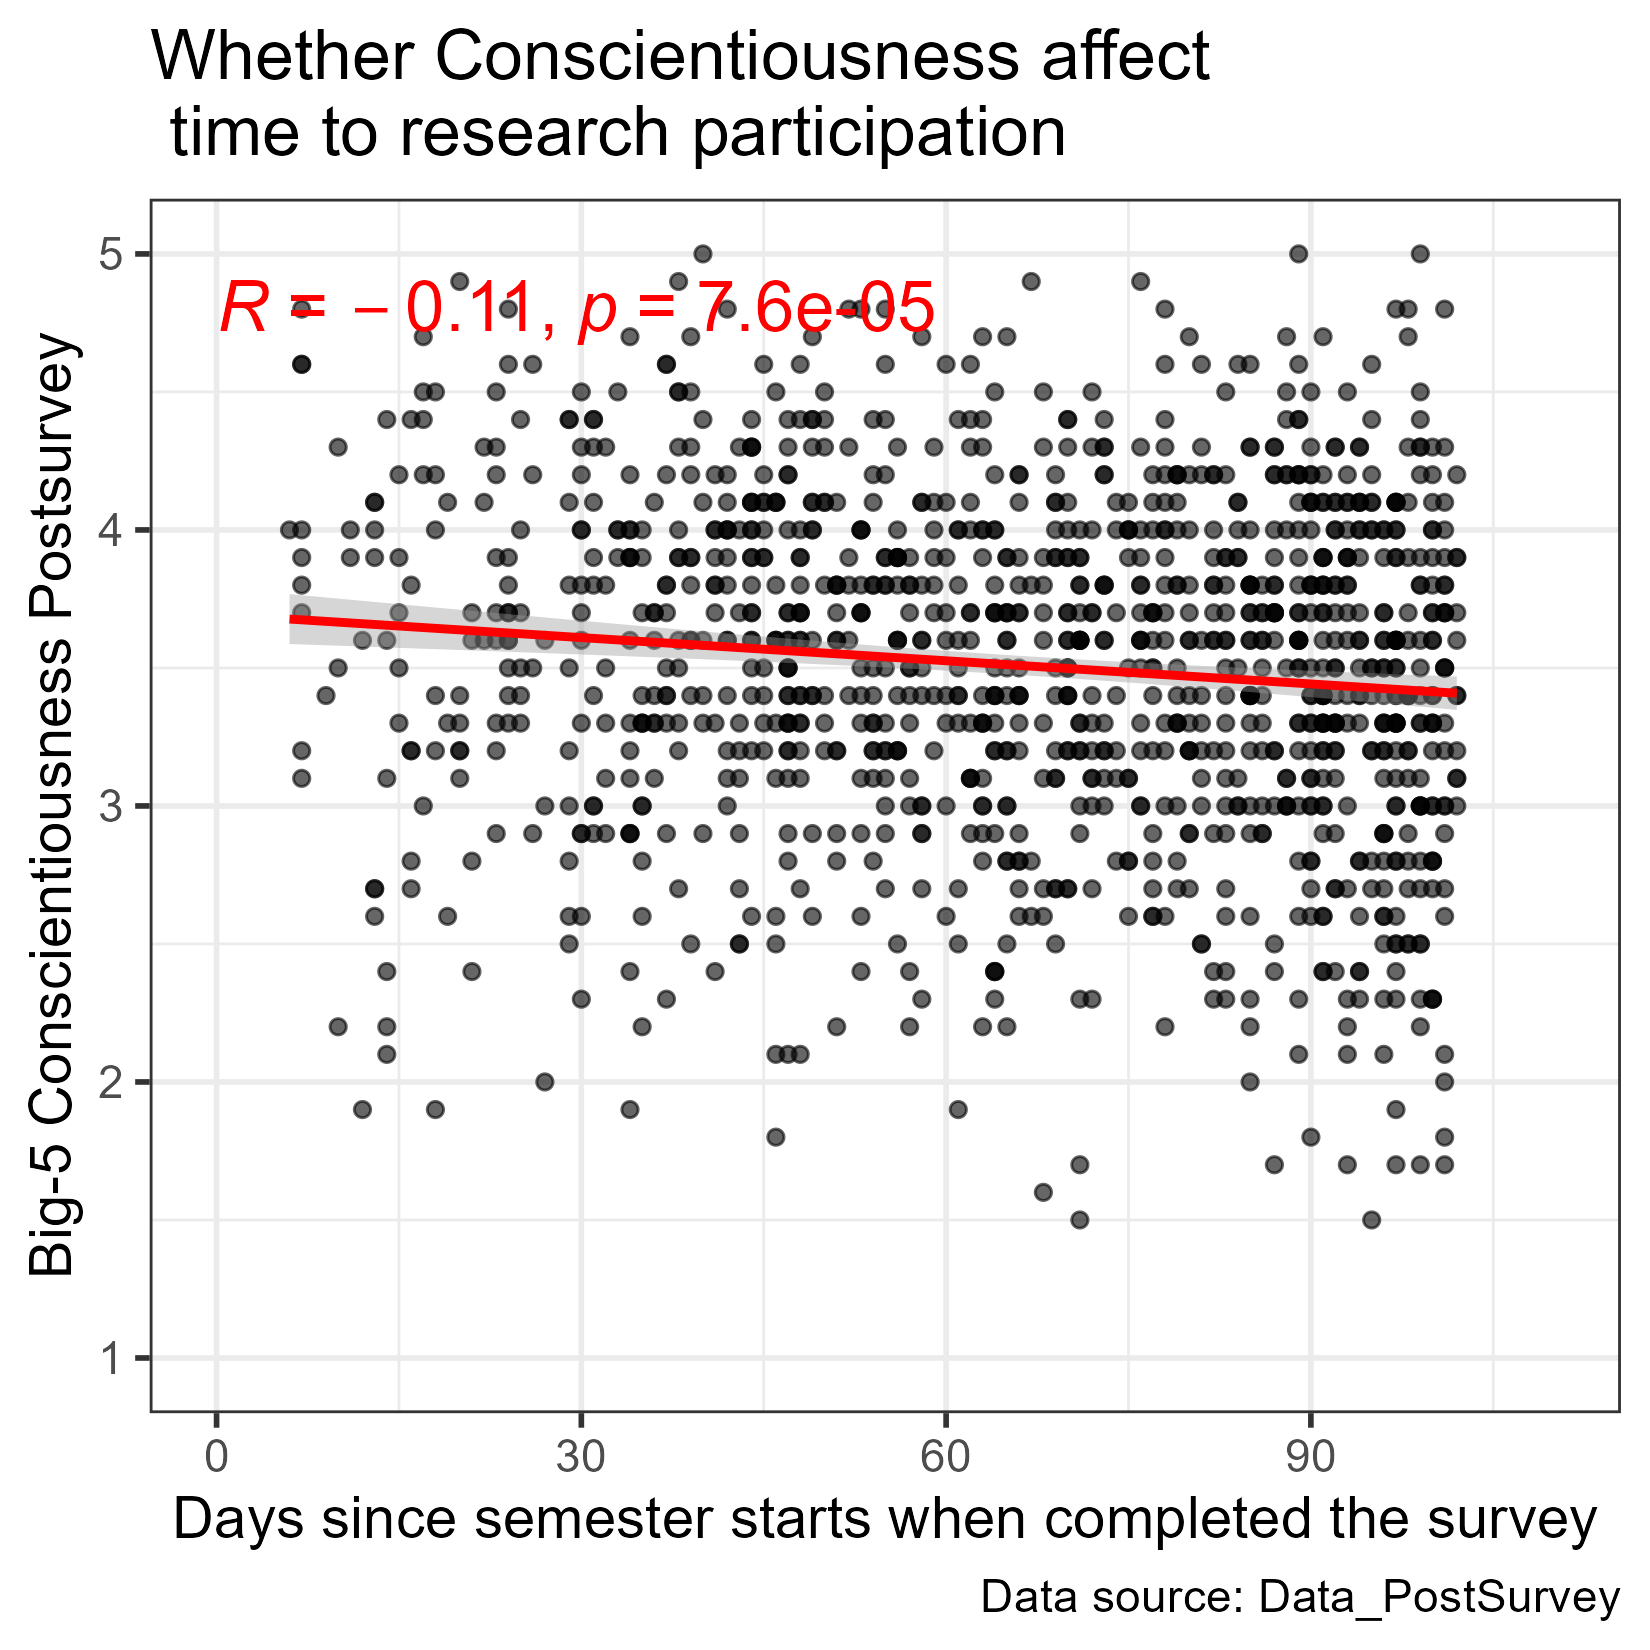 Whether Conscientiousness affect
time to research participation
R = − 0.11, p = 7.6e-05
Big-5 Conscientiousness Postsurvey
5
4
3
2
1
0 30 60 90
Days since semester starts when completed the survey
Data source: Data_PostSurvey